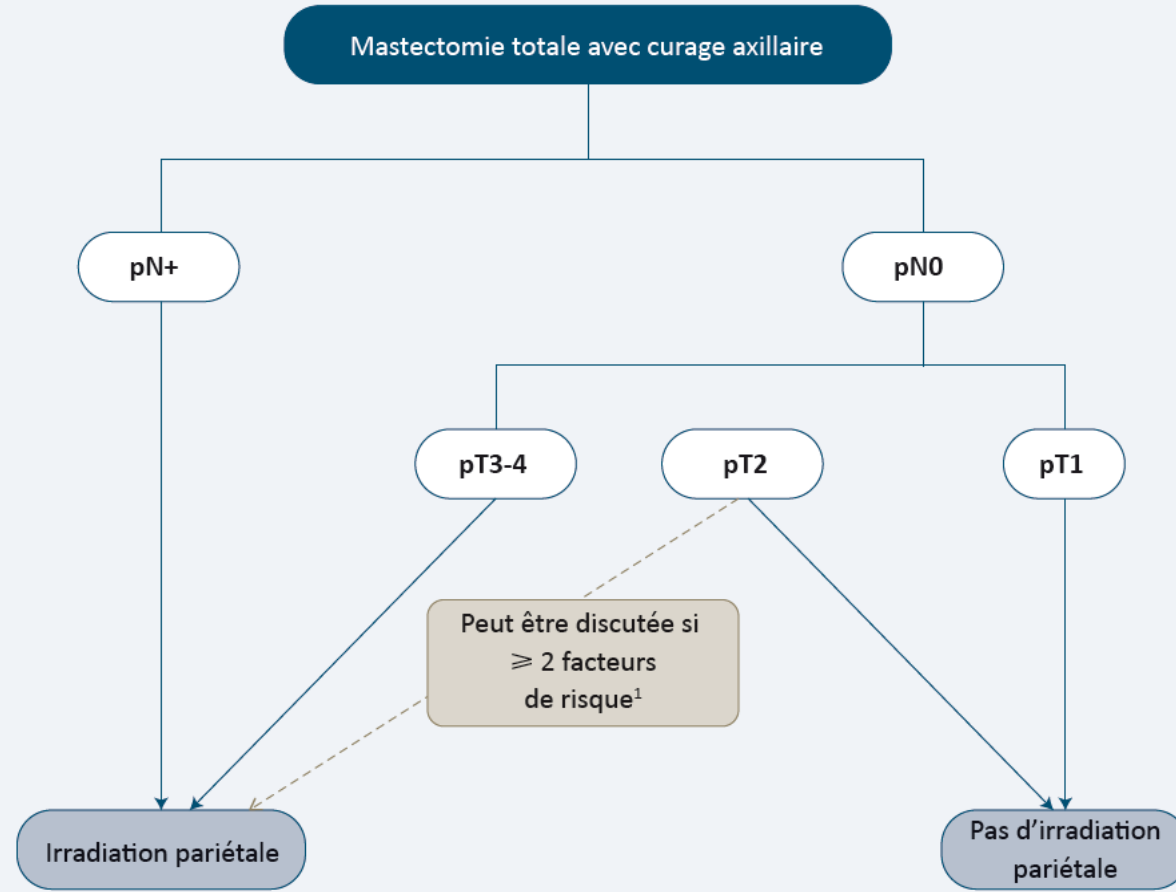 Mastectomie totale avec curage axillaire
pN+
pN0
pT3-4
pT2
pT1
Peut être discutée si
⩾ 2 facteurs
de risque¹
Irradiation pariétale
Pas d’irradiation
pariétale